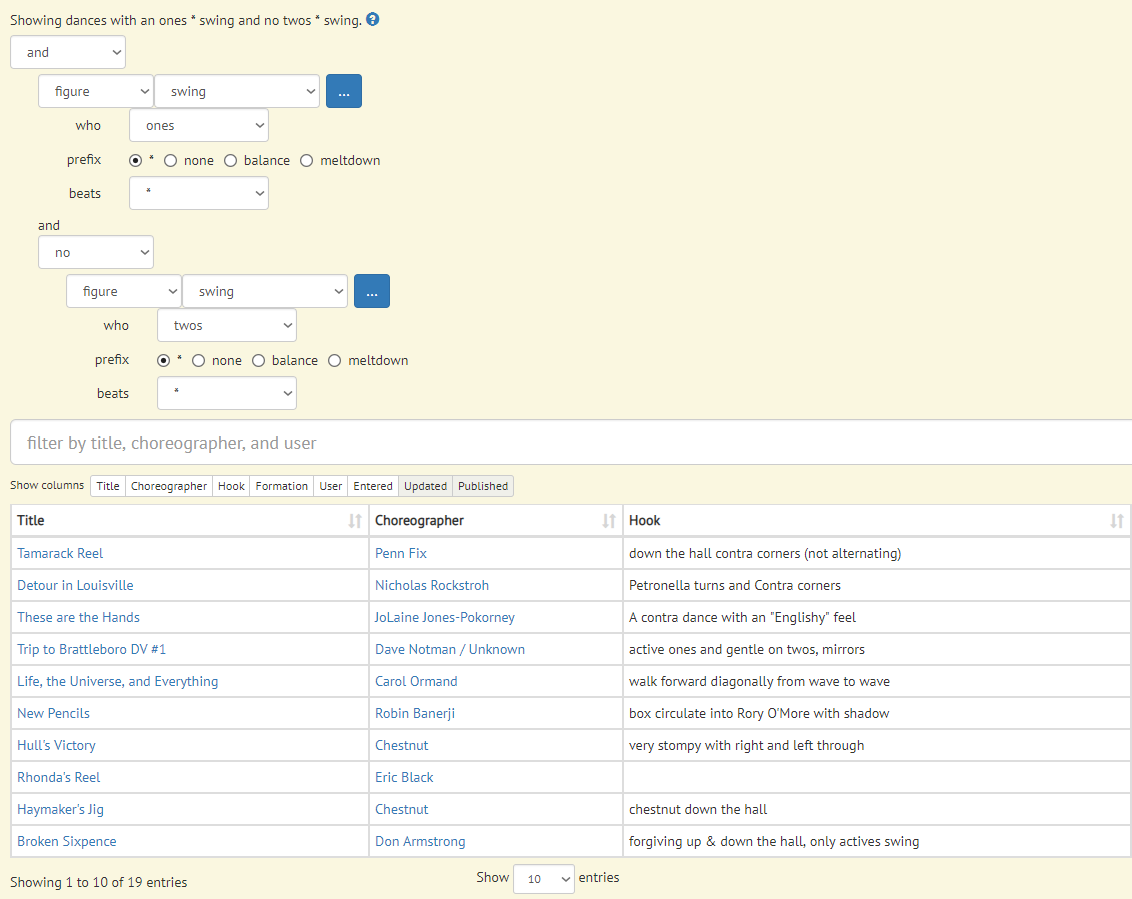 Showing dances with an ones * swing and no twos * swing. ?
and
figure swing ...
who ones
prefix * none balance meltdown
beats *
and
no
figure swing ...
who twos
prefix * none balance meltdown
beats *
filter by title, choreographer, and user
Show columns Title Choreographer Hook Formation User Entered Updated Published
Title Choreographer Hook
Tamarack Reel Penn Fix down the hall contra corners (not alternating)
Detour in Louisville Nicholas Rockstroh Petronella turns and Contra corners
These are the Hands JoLaine Jones-Pokorney A contra dance with an "Englishy" feel
Trip to Brattleboro DV #1 Dave Notman / Unknown active ones and gentle on twos, mirrors
Life, the Universe, and Everything Carol Ormand walk forward diagonally from wave to wave
New Pencils Robin Banerji box circulate into Rory O'More with shadow
Hull's Victory Chestnut very stompy with right and left through
Rhonda's Reel Eric Black
Haymaker's Jig Chestnut chestnut down the hall
Broken Sixpence Don Armstrong forgiving up & down the hall, only actives swing
Showing 1 to 10 of 19 entries Show 10 entries